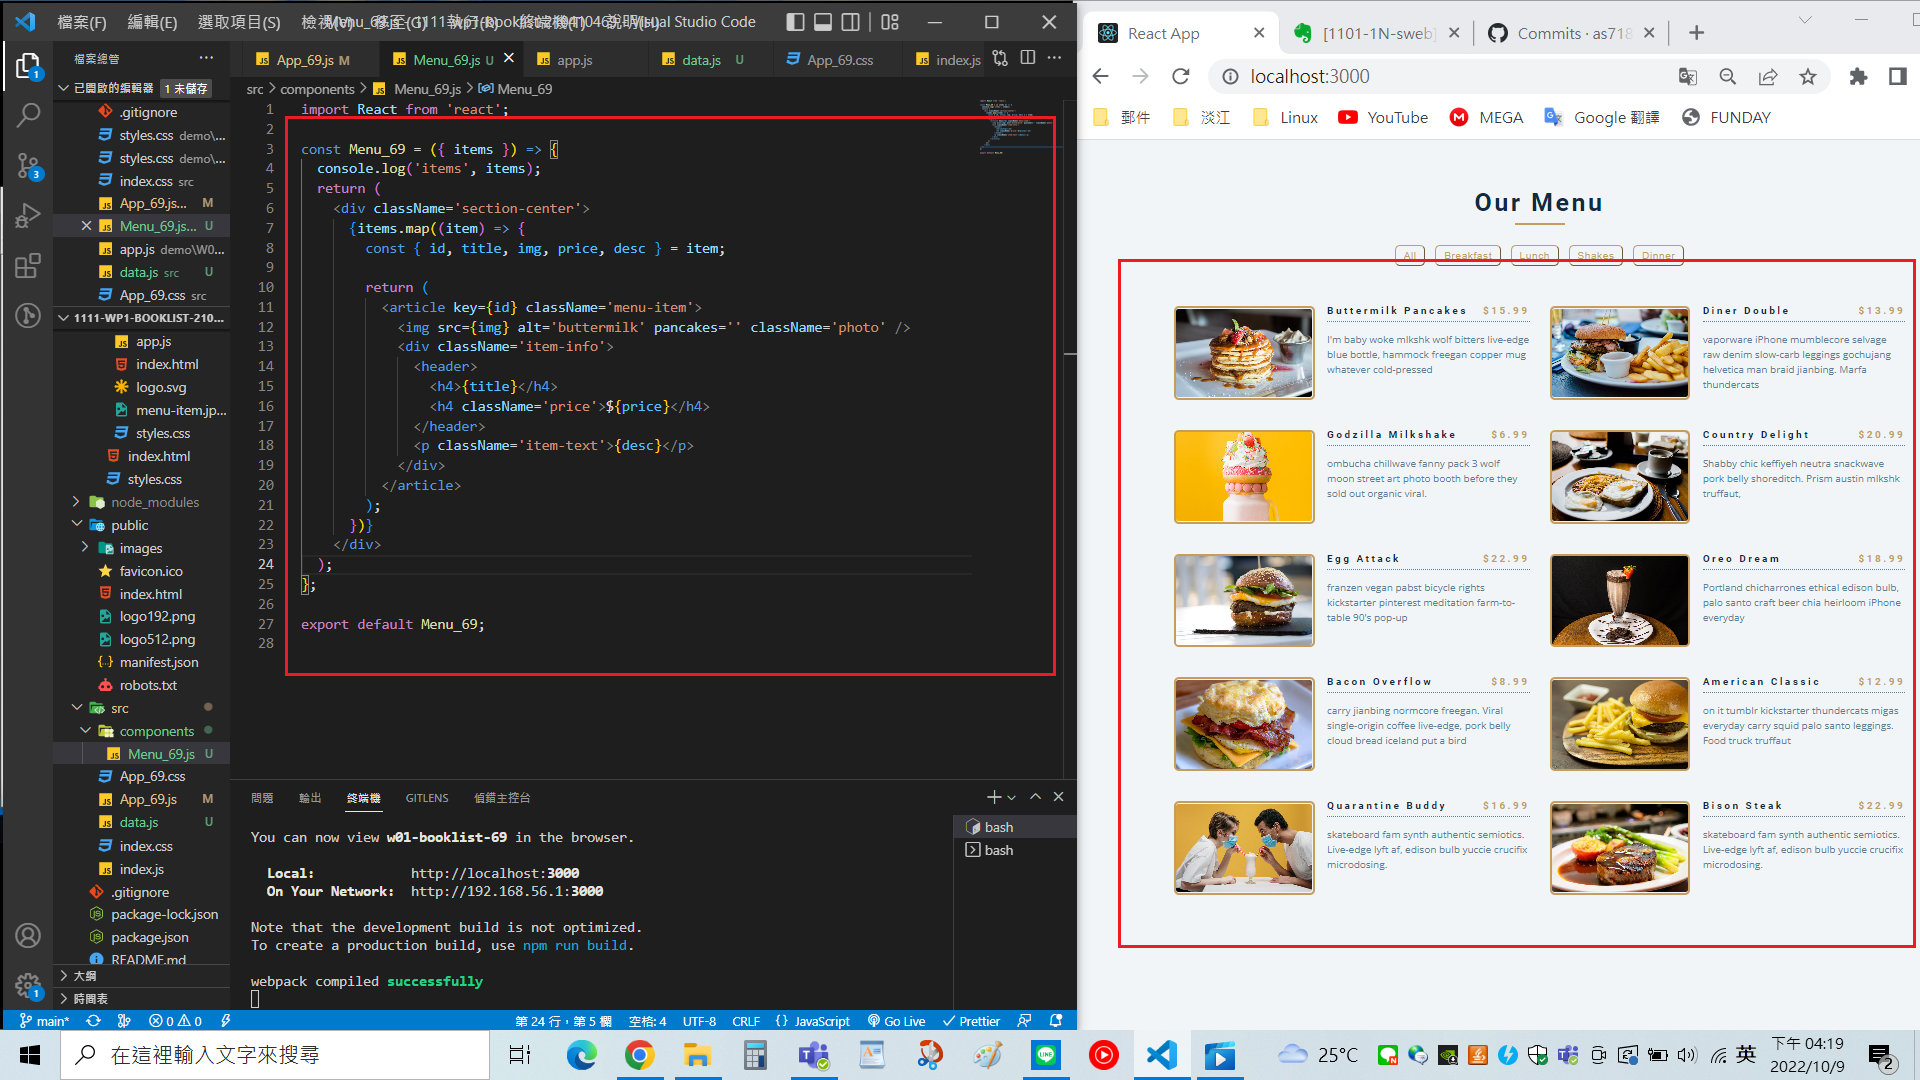 檔案(F) 編輯(E) 選取項目(S)
Visual Studio Code
檔案總管
已開啟的編輯器 1 未儲存
.gitignore
styles.css demo\...
styles.css demo\...
index.css src
App_69.js... M
Menu_69.js... U
app.js demo\W0...
data.js src U
App_69.css src
1111-WP1-BOOKLIST-210...
app.js
index.html
logo.svg
menu-item.jp...
styles.css
index.html
styles.css
node_modules
public
images
favicon.ico
index.html
logo192.png
logo512.png
manifest.json
robots.txt
src
components
Menu_69.js U
App_69.css
App_69.js M
data.js U
index.css
index.js
.gitignore
package-lock.json
package.json
README.md
大綱
時間表
App_69.js M
Menu_69.js U
app.js
data.js U
App_69.css
index.js
src > components > Menu_69.js > Menu_69
1 import React from 'react';
2
3 const Menu_69 = ({ items }) => {
4 console.log('items', items);
5 return (
6 <div className='section-center'>
7 {items.map((item) => {
8 const { id, title, img, price, desc } = item;
9
10 return (
11 <article key={id} className='menu-item'>
12 <img src={img} alt='buttermilk' pancakes='' className='photo' />
13 <div className='item-info'>
14 <header>
15 <h4>{title}</h4>
16 <h4 className='price'>${price}</h4>
17 </header>
18 <p className='item-text'>{desc}</p>
19 </div>
20 </article>
21 );
22 })}
23 </div>
24 );
25 };
26
27 export default Menu_69;
28
問題 輸出 終端機 GITLENS 偵錯主控台
You can now view w01-booklist-69 in the browser.
Local: http://localhost:3000
On Your Network: http://192.168.56.1:3000
Note that the development build is not optimized.
To create a production build, use npm run build.
webpack compiled successfully
bash
bash
main* 0 0 第 24 行，第 5 欄 空格: 4 UTF-8 CRLF {} JavaScript Go Live Prettier
React App
[1101-1N-sweb]
Commits · as718
localhost:3000
郵件 淡江 Linux YouTube MEGA Google 翻譯 FUNDAY
Our Menu
All Breakfast Lunch Shakes Dinner
Buttermilk Pancakes $15.99
I'm baby woke mlkshk wolf bitters live-edge
blue bottle, hammock freegan copper mug
whatever cold-pressed
Diner Double $13.99
vaporware iPhone mumblecore selvage
raw denim slow-carb leggings gochujang
helvetica man braid jianbing. Marfa
thundercats
Godzilla Milkshake $6.99
ombucha chillwave fanny pack 3 wolf
moon street art photo booth before they
sold out organic viral.
Country Delight $20.99
Shabby chic keffiyeh neutra snackwave
pork belly shoreditch. Prism austin mlkshk
truffaut,
Egg Attack $22.99
franzen vegan pabst bicycle rights
kickstarter pinterest meditation farm-to-
table 90's pop-up
Oreo Dream $18.99
Portland chicharrones ethical edison bulb,
palo santo craft beer chia heirloom iPhone
everyday
Bacon Overflow $8.99
carry jianbing normcore freegan. Viral
single-origin coffee live-edge, pork belly
cloud bread iceland put a bird
American Classic $12.99
on it tumblr kickstarter thundercats migas
everyday carry squid palo santo leggings.
Food truck truffaut
Quarantine Buddy $16.99
skateboard fam synth authentic semiotics.
Live-edge lyft af, edison bulb yuccie crucifix
microdosing.
Bison Steak $22.99
skateboard fam synth authentic semiotics.
Live-edge lyft af, edison bulb yuccie crucifix
microdosing.
在這裡輸入文字來搜尋
25°C
英
下午 04:19
2022/10/9
2